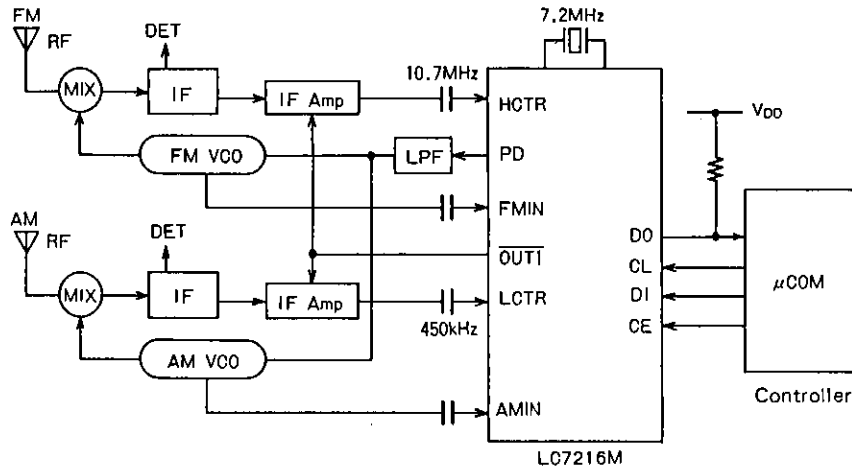 FM
RF
DET
MIX
IF
IF Amp
10.7MHz
7.2MHz
HCTR
FM VCO
LPF
PD
FMIN
VDD
AM
RF
DET
MIX
IF
IF Amp
450kHz
OUT1
LCTR
AM VCO
AMIN
DO
CL
DI
CE
μCOM
Controller
LC7216M